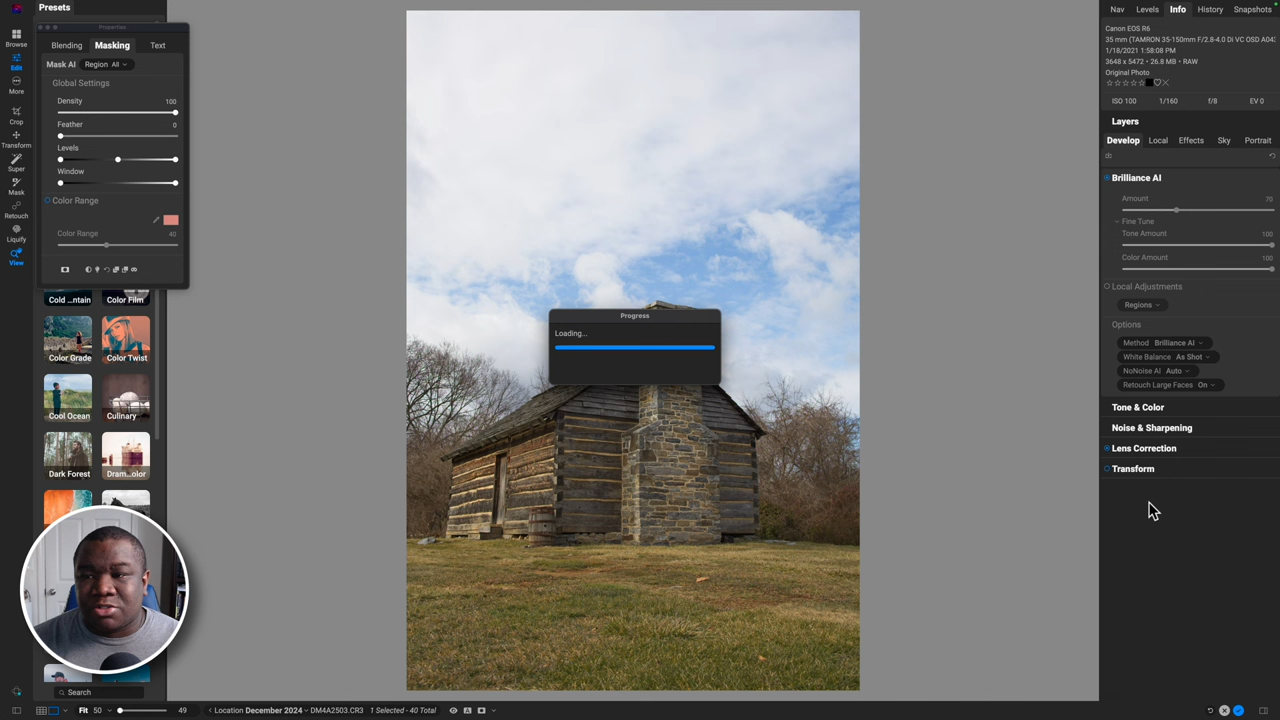 Presets
Properties
Blending
Masking
Text
Mask AI
Region All
Global Settings
Density
100
Feather
0
Levels
Window
Color Range
Color Range
40
Browse
Edit
More
Crop
Transform
Super
Mask
Retouch
Liquify
View
Cold ...ntain
Color Film
Color Grade
Color Twist
Cool Ocean
Culinary
Dark Forest
Dram...olor
Search
Progress
Loading...
Nav
Levels
Info
History
Snapshots
Canon EOS R6
35 mm (TAMRON 35-150mm F/2.8-4.0 Di VC OSD A04
1/18/2021 1:58:08 PM
3648 x 5472 • 26.8 MB • RAW
Original Photo
ISO 100
1/160
f/8
EV 0
Layers
Develop
Local
Effects
Sky
Portrait
Brilliance AI
Amount
70
Fine Tune
Tone Amount
100
Color Amount
100
Local Adjustments
Regions
Options
Method Brilliance AI
White Balance As Shot
NoNoise AI Auto
Retouch Large Faces On
Tone & Color
Noise & Sharpening
Lens Correction
Transform
Fit 50
49
Location December 2024
DM4A2503.CR3
1 Selected - 40 Total